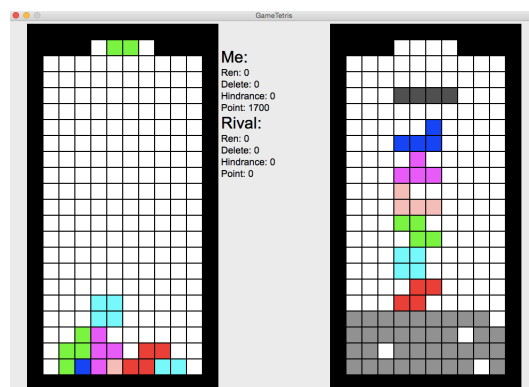 GameTetris
Me:
Ren: 0
Delete: 0
Hindrance: 0
Point: 1700
Rival:
Ren: 0
Delete: 0
Hindrance: 0
Point: 0